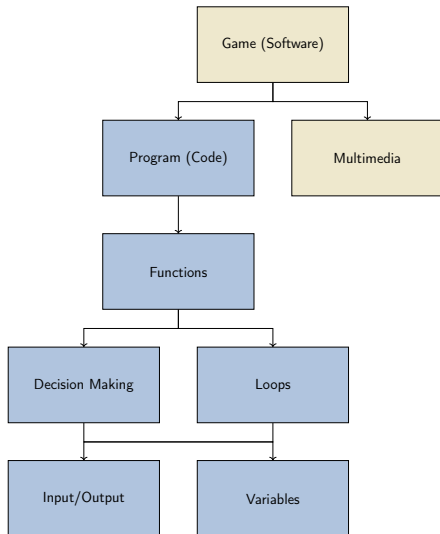 Game (Software)
Program (Code)
Multimedia
Functions
Decision Making
Loops
Input/Output
Variables